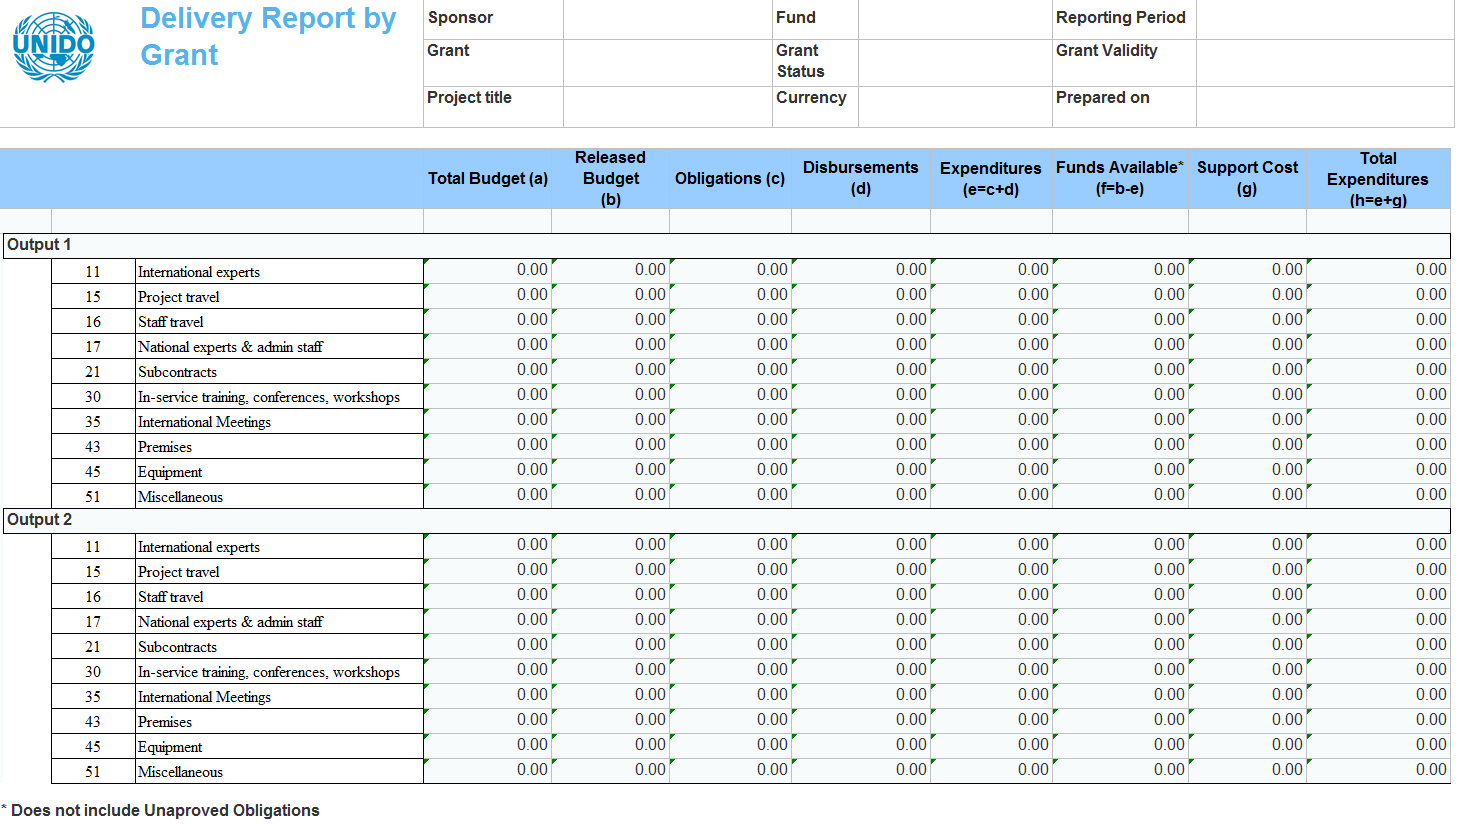 UNIDO
Delivery Report by
Grant
Sponsor Fund Reporting Period
Grant Grant Status Grant Validity
Project title Currency Prepared on
Total Budget (a) Released Budget (b) Obligations (c) Disbursements (d) Expenditures (e=c+d) Funds Available* (f=b-e) Support Cost (g) Total Expenditures (h=e+g)
Output 1
11 International experts 0.00 0.00 0.00 0.00 0.00 0.00 0.00 0.00
15 Project travel 0.00 0.00 0.00 0.00 0.00 0.00 0.00 0.00
16 Staff travel 0.00 0.00 0.00 0.00 0.00 0.00 0.00 0.00
17 National experts & admin staff 0.00 0.00 0.00 0.00 0.00 0.00 0.00 0.00
21 Subcontracts 0.00 0.00 0.00 0.00 0.00 0.00 0.00 0.00
30 In-service training, conferences, workshops 0.00 0.00 0.00 0.00 0.00 0.00 0.00 0.00
35 International Meetings 0.00 0.00 0.00 0.00 0.00 0.00 0.00 0.00
43 Premises 0.00 0.00 0.00 0.00 0.00 0.00 0.00 0.00
45 Equipment 0.00 0.00 0.00 0.00 0.00 0.00 0.00 0.00
51 Miscellaneous 0.00 0.00 0.00 0.00 0.00 0.00 0.00 0.00
Output 2
11 International experts 0.00 0.00 0.00 0.00 0.00 0.00 0.00 0.00
15 Project travel 0.00 0.00 0.00 0.00 0.00 0.00 0.00 0.00
16 Staff travel 0.00 0.00 0.00 0.00 0.00 0.00 0.00 0.00
17 National experts & admin staff 0.00 0.00 0.00 0.00 0.00 0.00 0.00 0.00
21 Subcontracts 0.00 0.00 0.00 0.00 0.00 0.00 0.00 0.00
30 In-service training, conferences, workshops 0.00 0.00 0.00 0.00 0.00 0.00 0.00 0.00
35 International Meetings 0.00 0.00 0.00 0.00 0.00 0.00 0.00 0.00
43 Premises 0.00 0.00 0.00 0.00 0.00 0.00 0.00 0.00
45 Equipment 0.00 0.00 0.00 0.00 0.00 0.00 0.00 0.00
51 Miscellaneous 0.00 0.00 0.00 0.00 0.00 0.00 0.00 0.00
* Does not include Unaproved Obligations